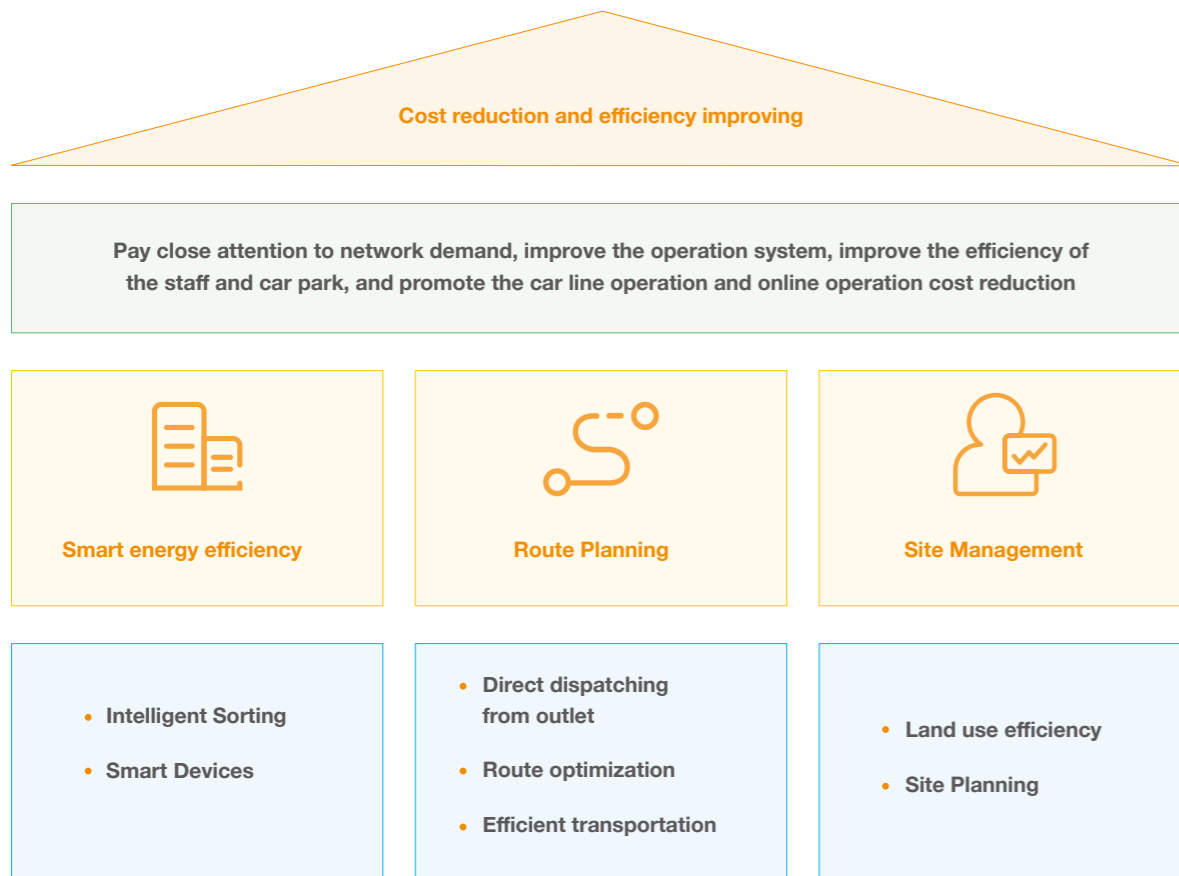 Cost reduction and efficiency improving
Pay close attention to network demand, improve the operation system, improve the efficiency of
the staff and car park, and promote the car line operation and online operation cost reduction
Smart energy efficiency
Route Planning
Site Management
• Intelligent Sorting
• Smart Devices
• Direct dispatching
from outlet
• Route optimization
• Efficient transportation
• Land use efficiency
• Site Planning